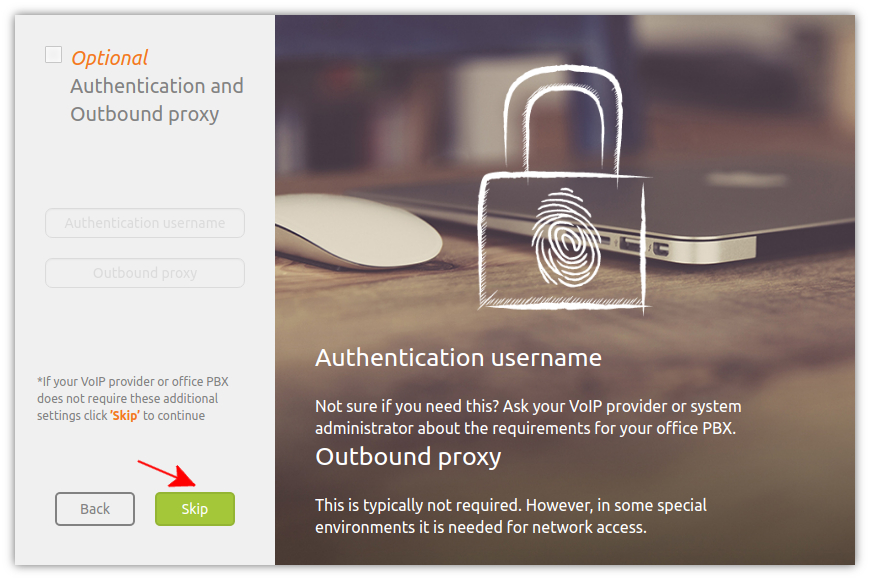 Optional
Authentication and
Outbound proxy
Authentication username
Outbound proxy
*If your VoIP provider or office PBX
does not require these additional
settings click 'Skip' to continue
Back
Skip
Authentication username
Not sure if you need this? Ask your VoIP provider or system
administrator about the requirements for your office PBX.
Outbound proxy
This is typically not required. However, in some special
environments it is needed for network access.